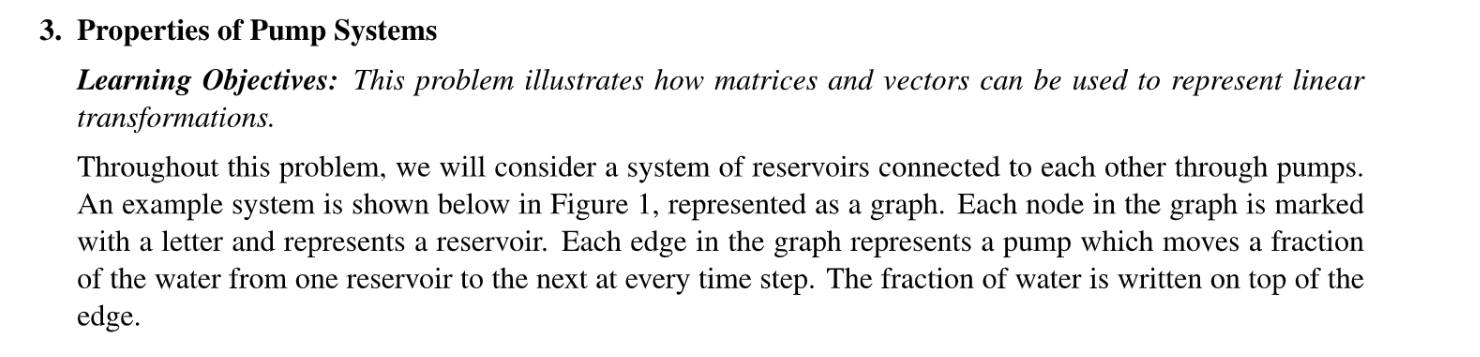 3. Properties of Pump Systems
Learning Objectives: This problem illustrates how matrices and vectors can be used to represent linear
transformations.
Throughout this problem, we will consider a system of reservoirs connected to each other through pumps.
An example system is shown below in Figure 1, represented as a graph. Each node in the graph is marked
with a letter and represents a reservoir. Each edge in the graph represents a pump which moves a fraction
of the water from one reservoir to the next at every time step. The fraction of water is written on top of the
edge.